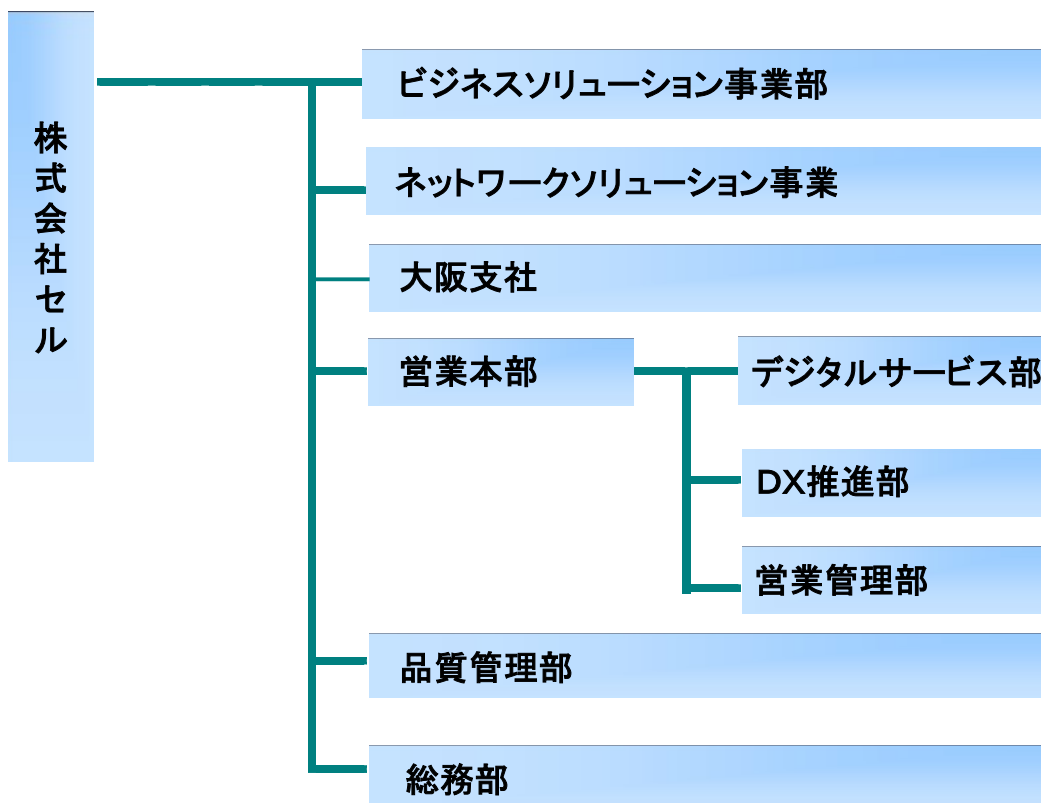 株式会社セル
ビジネスソリューション事業部
ネットワークソリューション事業
大阪支社
営業本部
デジタルサービス部
DX推進部
営業管理部
品質管理部
総務部